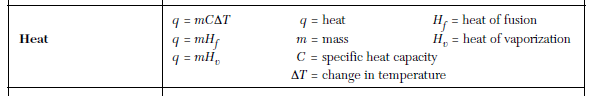 q = mCΔT q = heat H_f = heat of fusion
Heat q = mH_f m = mass H_v = heat of vaporization
q = mH_v C = specific heat capacity
ΔT = change in temperature